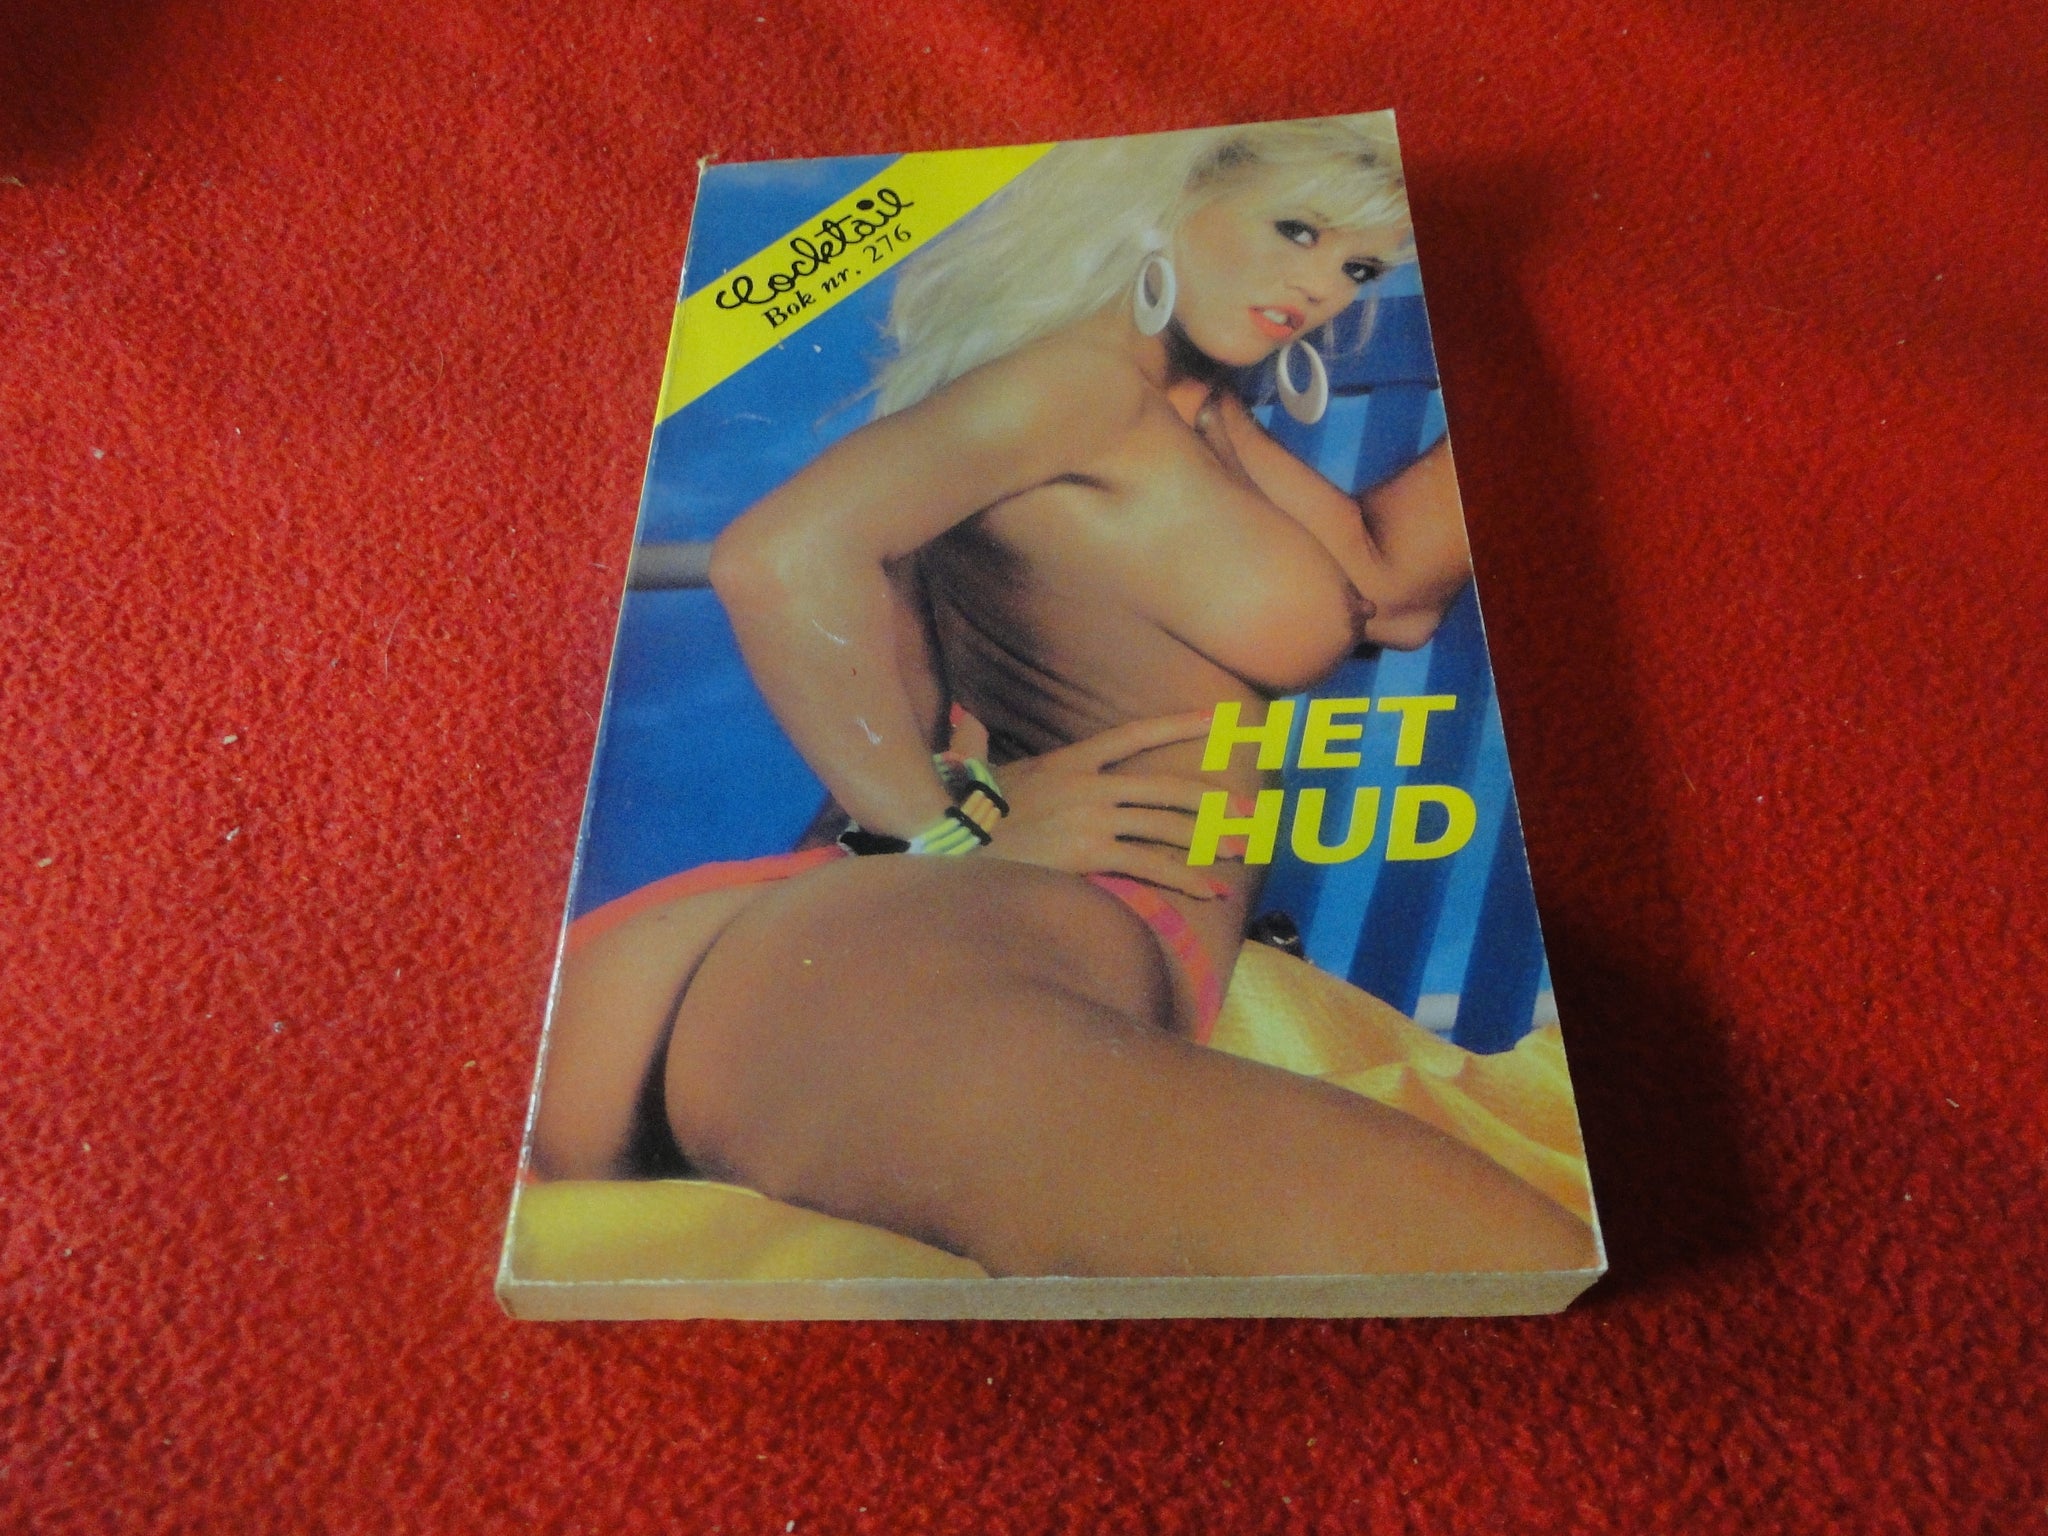 Cocktail
Bok nr. 276
HET
HUD